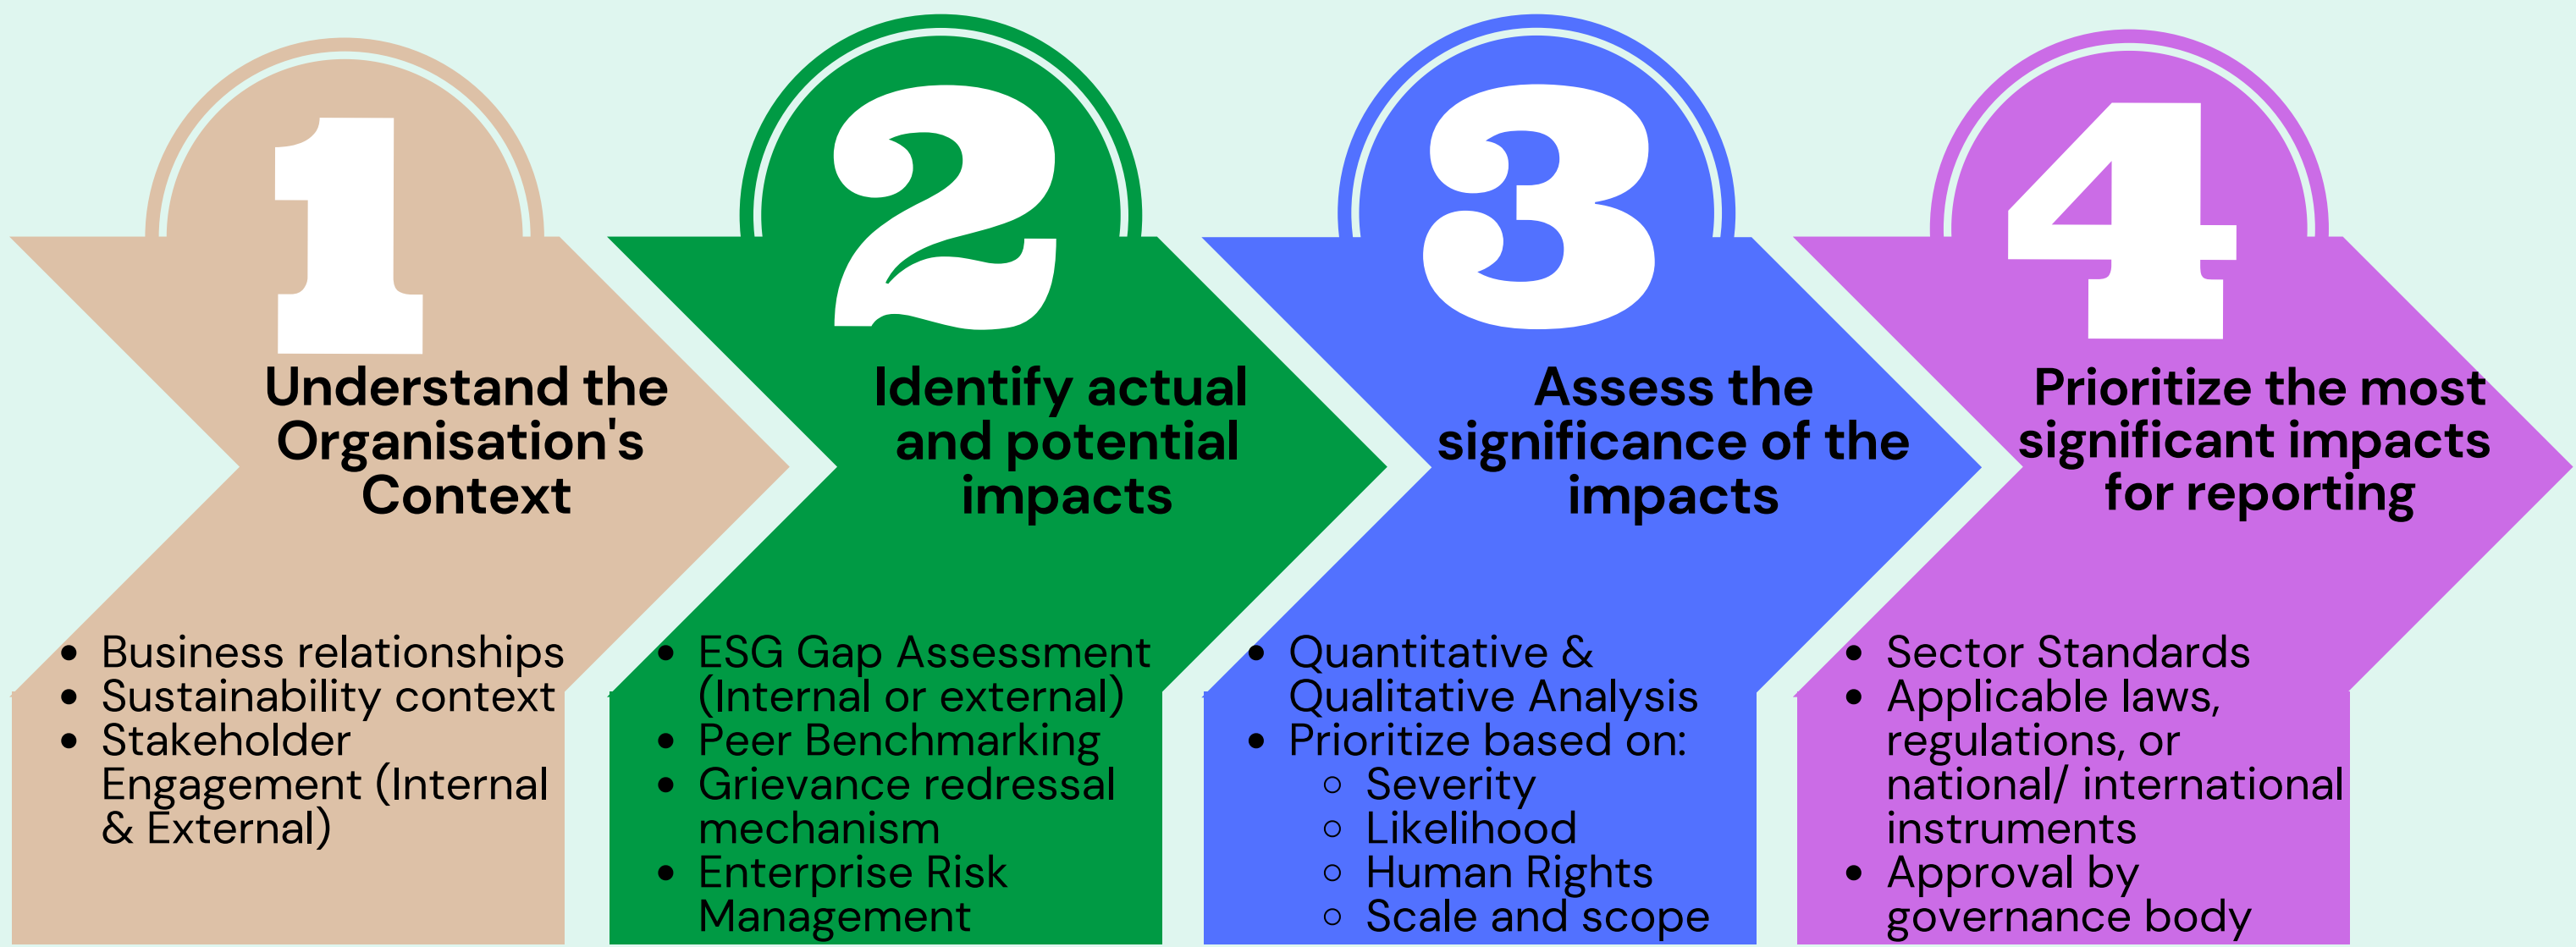 1
Understand the
Organisation's
Context
• Business relationships
• Sustainability context
• Stakeholder
Engagement (Internal
& External)
2
Identify actual
and potential
impacts
• ESG Gap Assessment
(Internal or external)
• Peer Benchmarking
• Grievance redressal
mechanism
• Enterprise Risk
Management
3
Assess the
significance of the
impacts
• Quantitative &
Qualitative Analysis
• Prioritize based on:
◦ Severity
◦ Likelihood
◦ Human Rights
◦ Scale and scope
4
Prioritize the most
significant impacts
for reporting
• Sector Standards
• Applicable laws,
regulations, or
national/ international
instruments
• Approval by
governance body